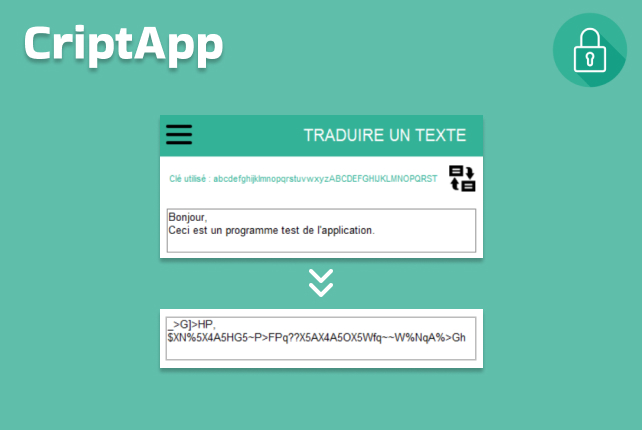 CriptApp
TRADUIRE UN TEXTE
Clé utilisé : abcdefghijklmnopqrstuvwxyzABCDEFGHIJKLMNOPQRST
Bonjour,
Ceci est un programme test de l'application.
_>G]>HP,
$XN%5X4A5HG5~P>FPq??X5AX4A5OX5Wfq~~W%NqA%>Gh